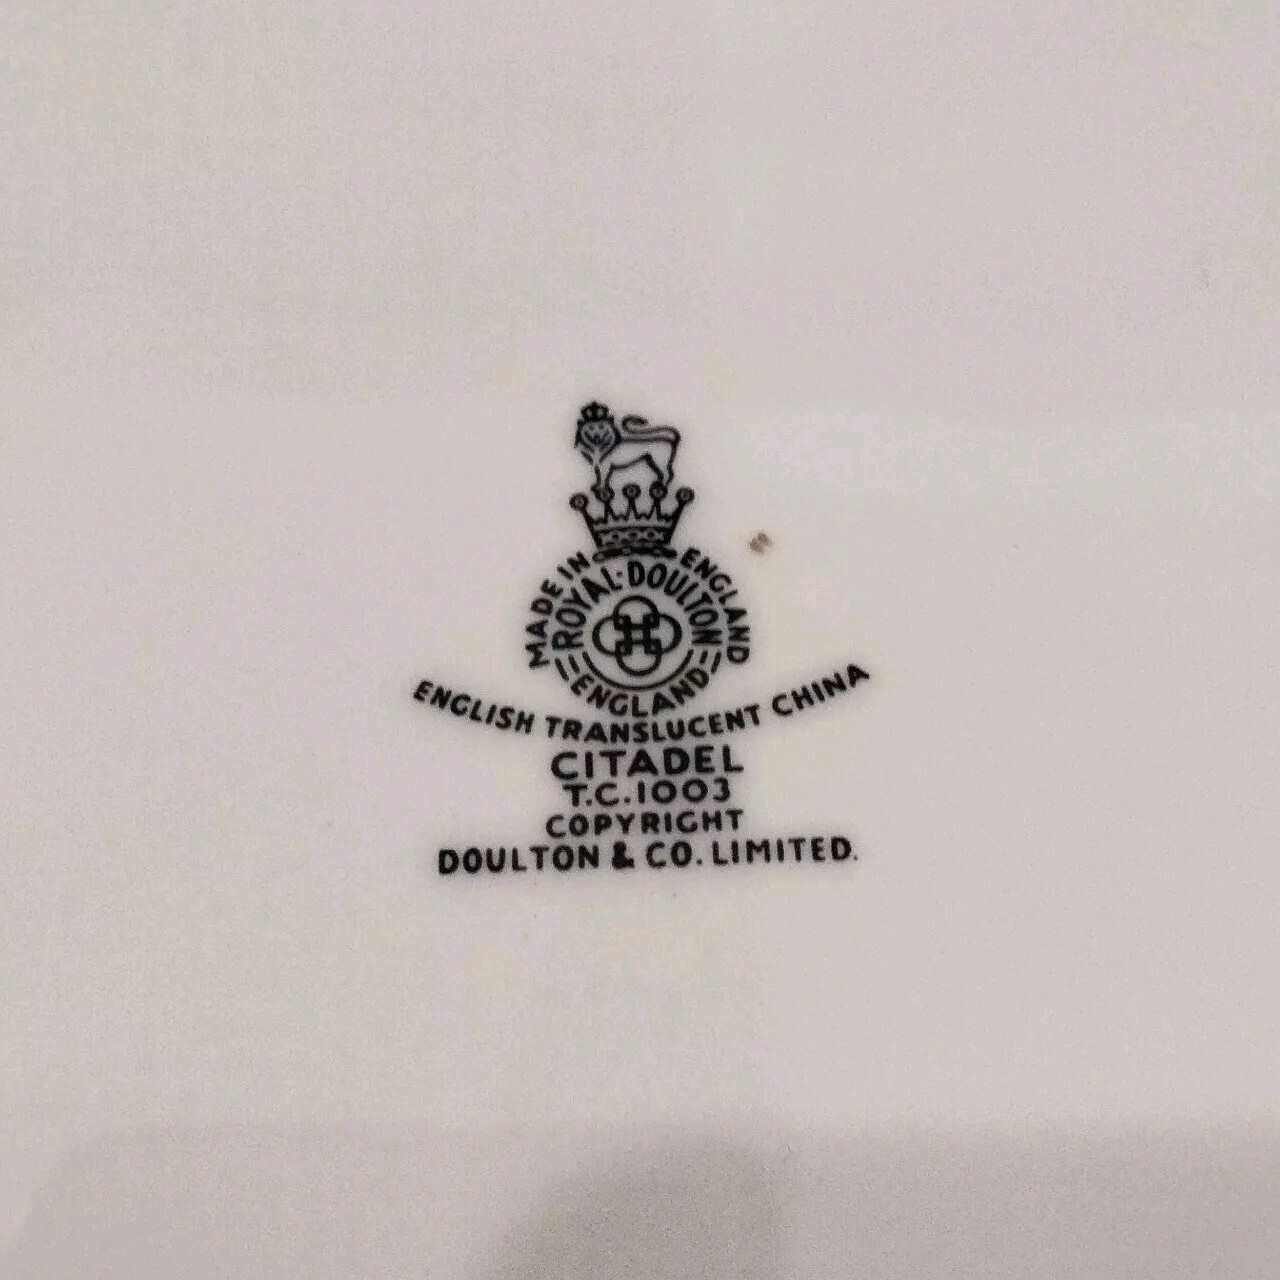 MADE IN ENGLAND
ROYAL·DOULTON
ENGLAND
ENGLISH TRANSLUCENT CHINA
CITADEL
T.C.1003
COPYRIGHT
DOULTON & CO. LIMITED.